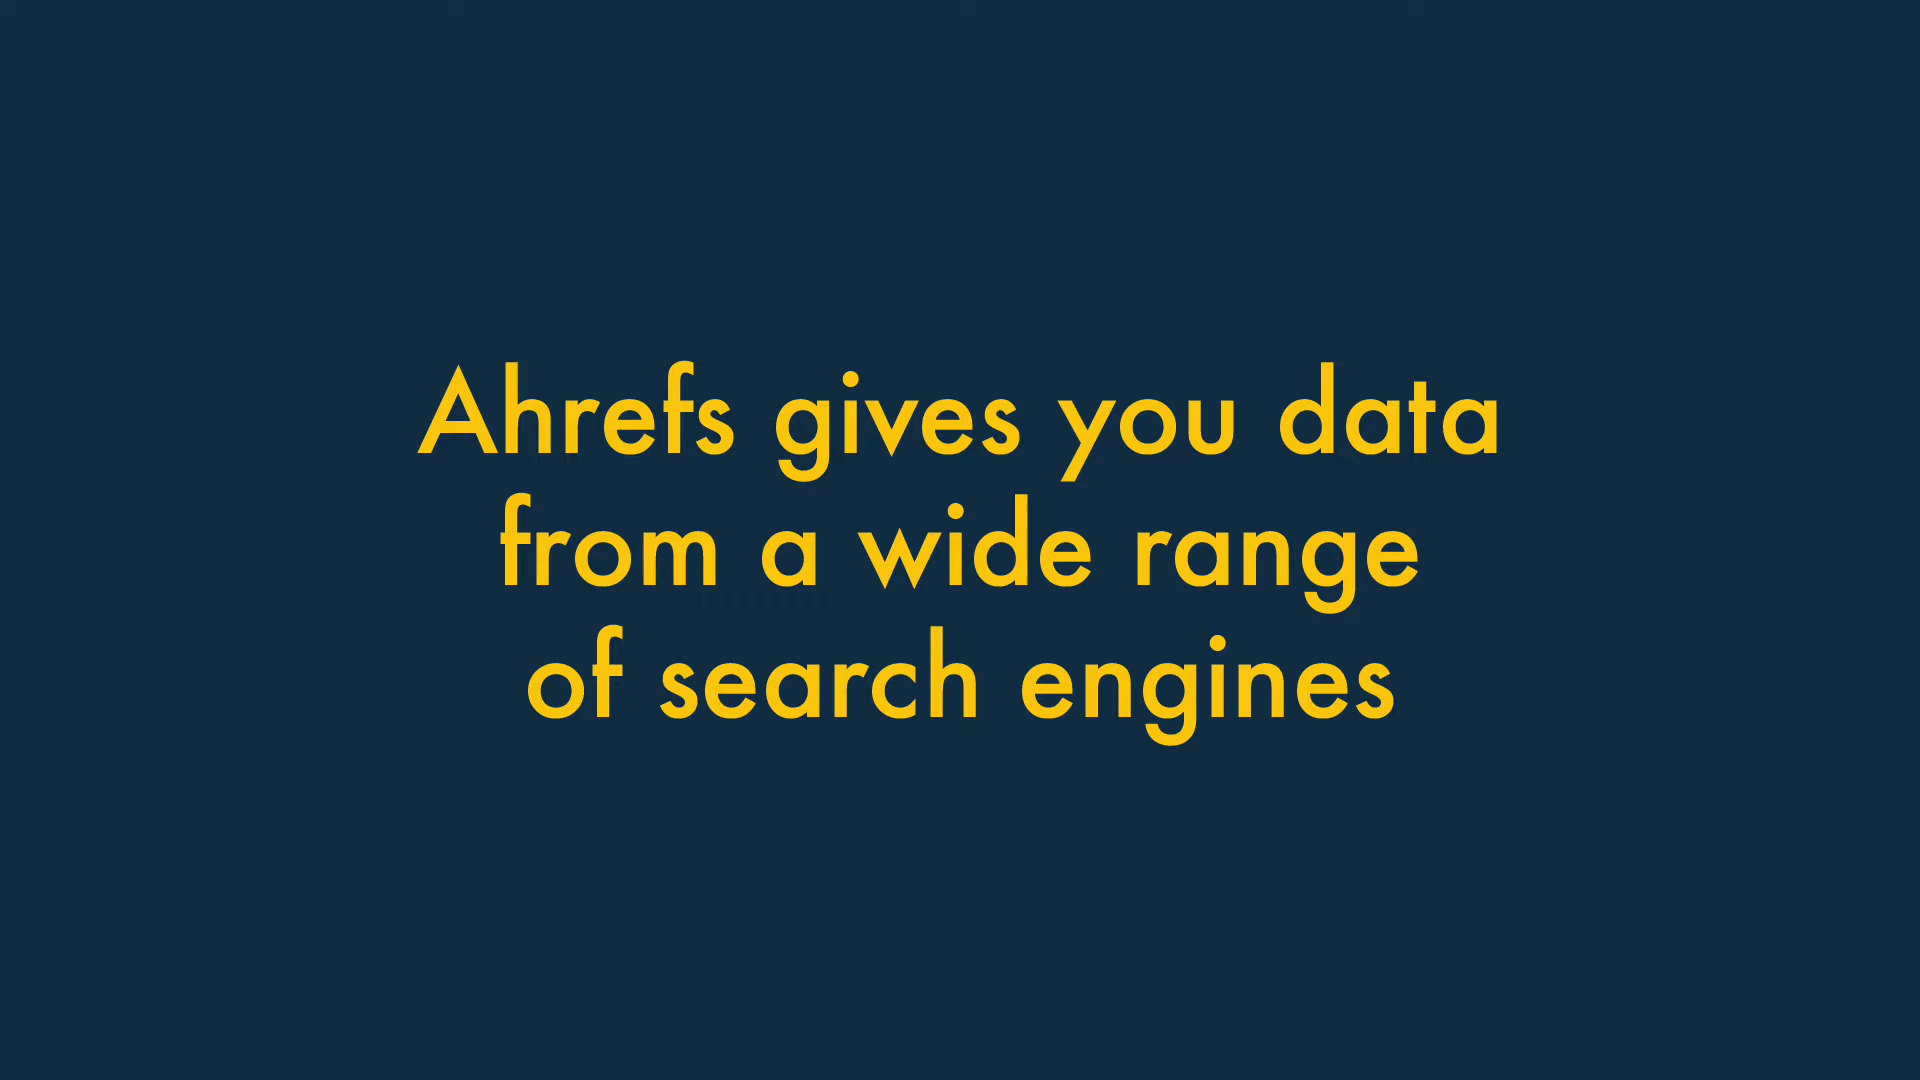 Ahrefs gives you data
from a wide range
of search engines